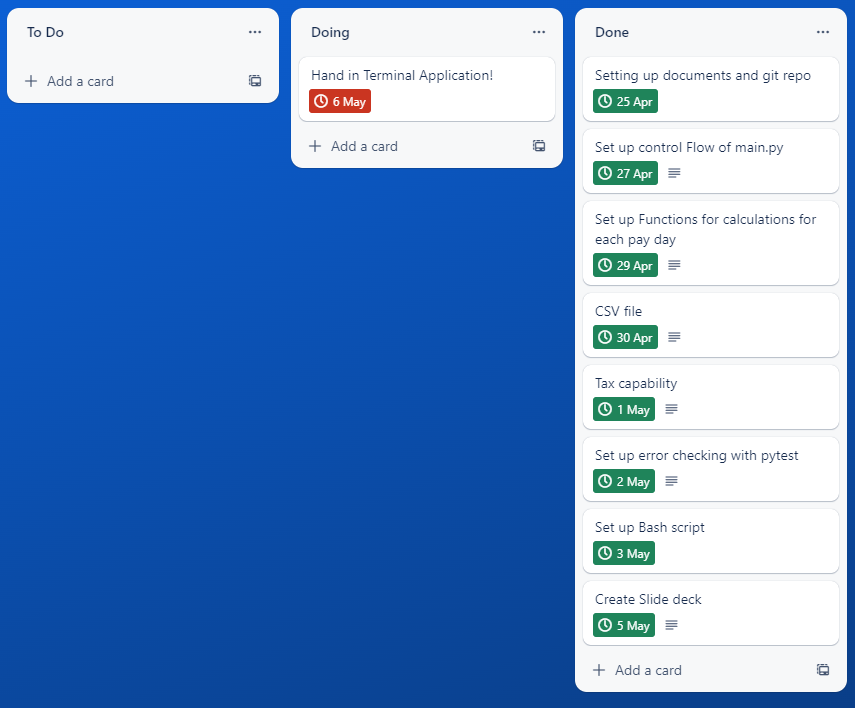 To Do
Add a card
Doing
Hand in Terminal Application!
6 May
Add a card
Done
Setting up documents and git repo
25 Apr
Set up control Flow of main.py
27 Apr
Set up Functions for calculations for
each pay day
29 Apr
CSV file
30 Apr
Tax capability
1 May
Set up error checking with pytest
2 May
Set up Bash script
3 May
Create Slide deck
5 May
Add a card